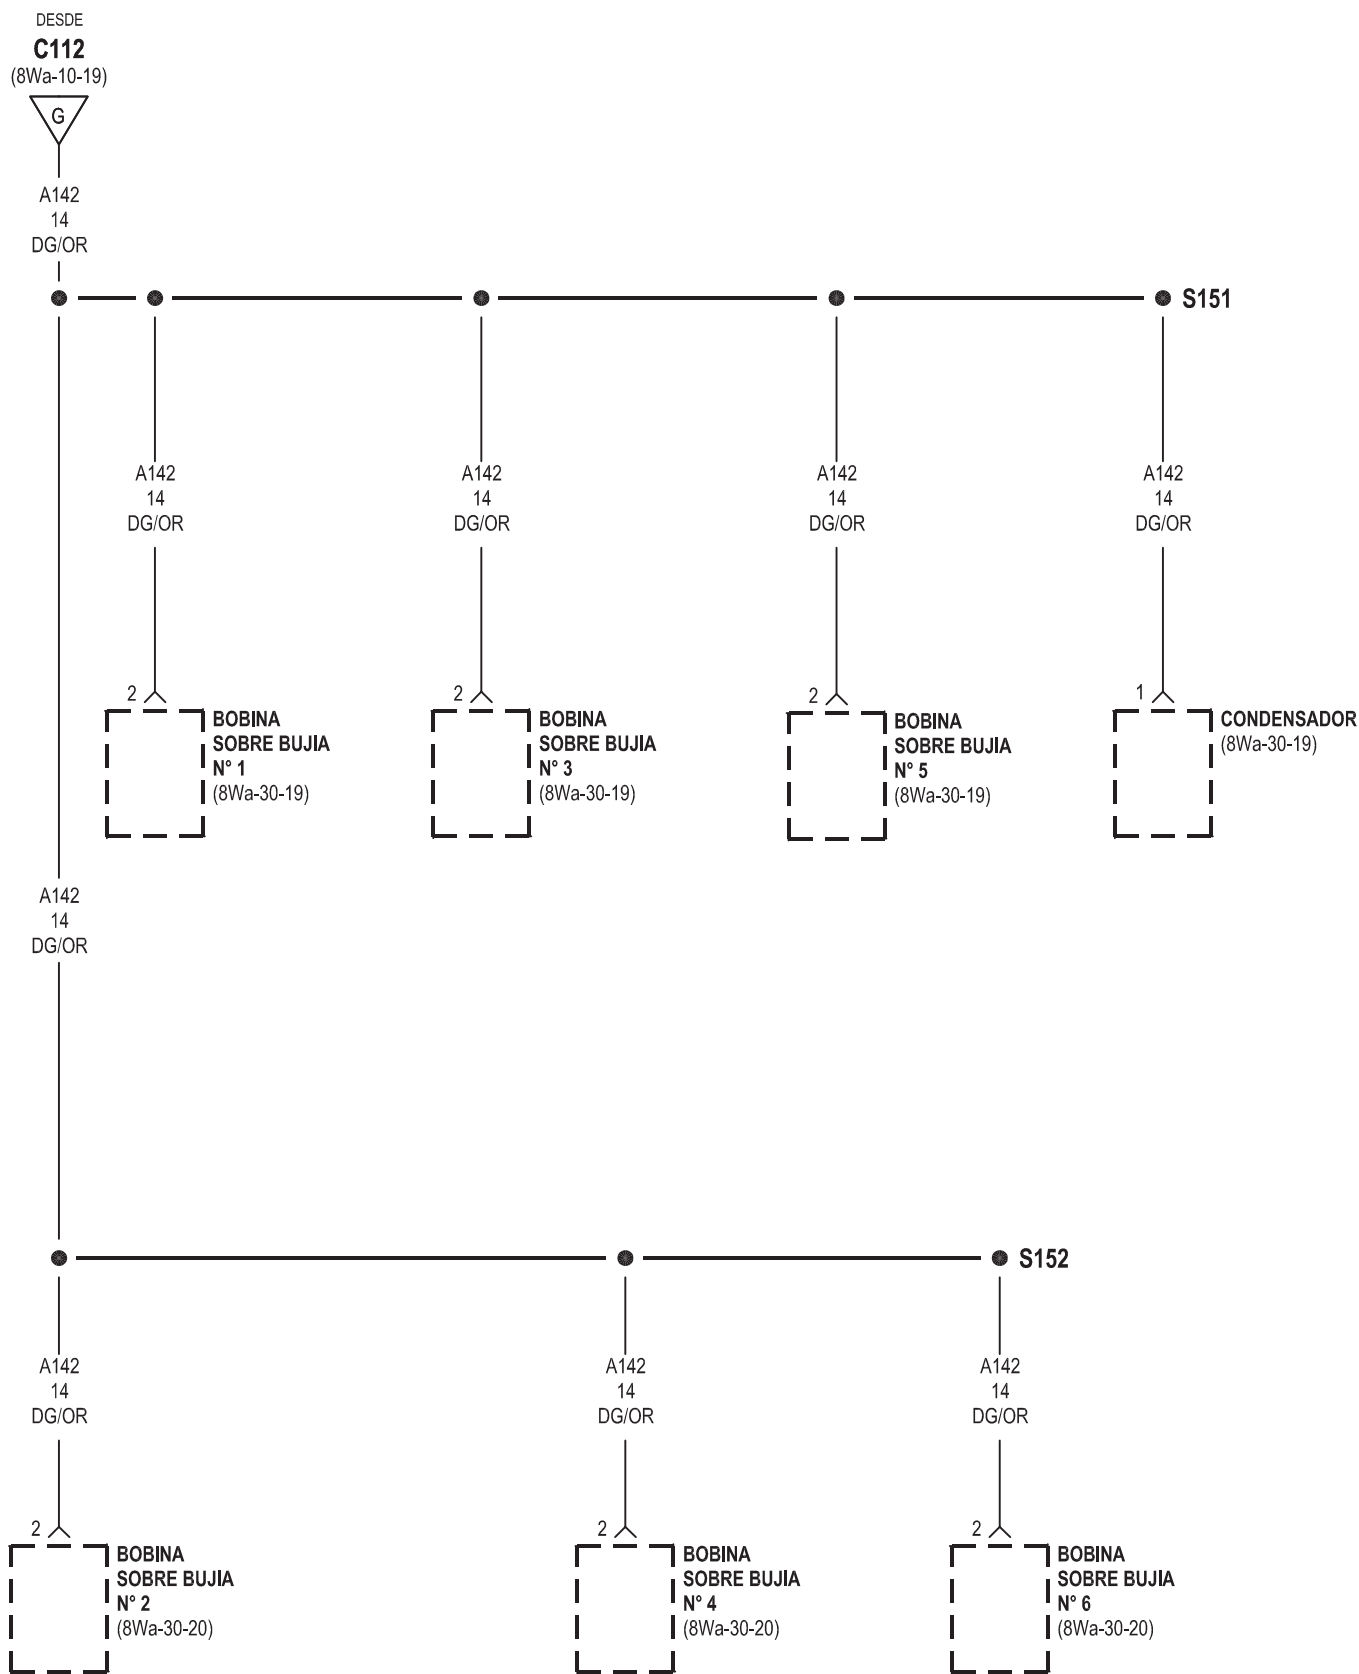 DESDE
C112
(8Wa-10-19)
G
A142
14
DG/OR
S151
A142
14
DG/OR
A142
14
DG/OR
A142
14
DG/OR
A142
14
DG/OR
2
BOBINA
SOBRE BUJIA
N° 1
(8Wa-30-19)
2
BOBINA
SOBRE BUJIA
N° 3
(8Wa-30-19)
2
BOBINA
SOBRE BUJIA
N° 5
(8Wa-30-19)
1
CONDENSADOR
(8Wa-30-19)
A142
14
DG/OR
S152
A142
14
DG/OR
A142
14
DG/OR
A142
14
DG/OR
2
BOBINA
SOBRE BUJIA
N° 2
(8Wa-30-20)
2
BOBINA
SOBRE BUJIA
N° 4
(8Wa-30-20)
2
BOBINA
SOBRE BUJIA
N° 6
(8Wa-30-20)